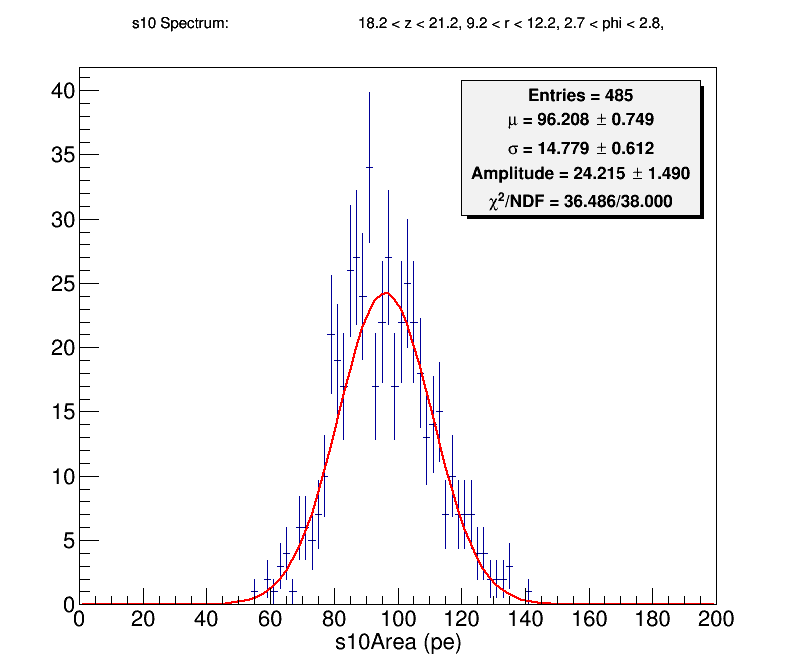 s10 Spectrum: 18.2 < z < 21.2, 9.2 < r < 12.2, 2.7 < phi < 2.8,
Entries = 485
μ = 96.208 ± 0.749
σ = 14.779 ± 0.612
Amplitude = 24.215 ± 1.490
χ²/NDF = 36.486/38.000
40
35
30
25
20
15
10
5
0
0 20 40 60 80 100 120 140 160 180 200
s10Area (pe)